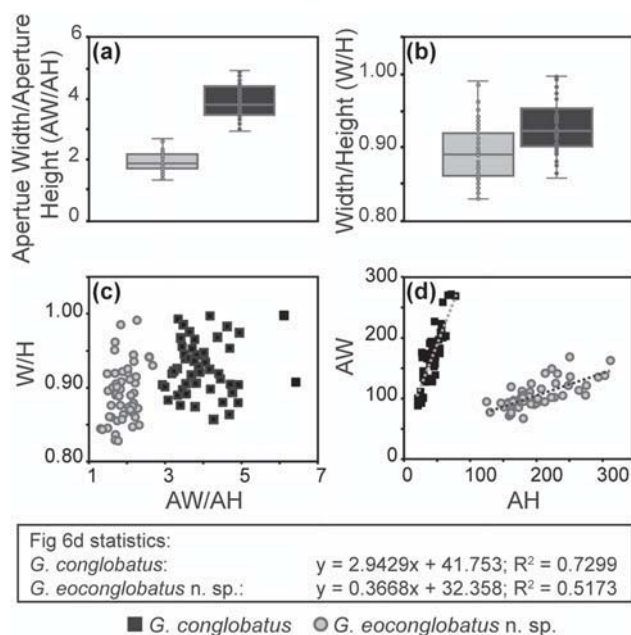 (a)
Apertue Width/Aperture
Height (AW/AH)
6
4
2
0
(b)
Width/Height (W/H)
1.00
0.90
0.80
(c)
W/H
1.00
0.90
0.80
1 3 5 7
AW/AH
(d)
AW
300
200
100
0
0 100 200 300
AH
Fig 6d statistics:
G. conglobatus: y = 2.9429x + 41.753; R² = 0.7299
G. eoconglobatus n. sp.: y = 0.3668x + 32.358; R² = 0.5173
G. conglobatus G. eoconglobatus n. sp.